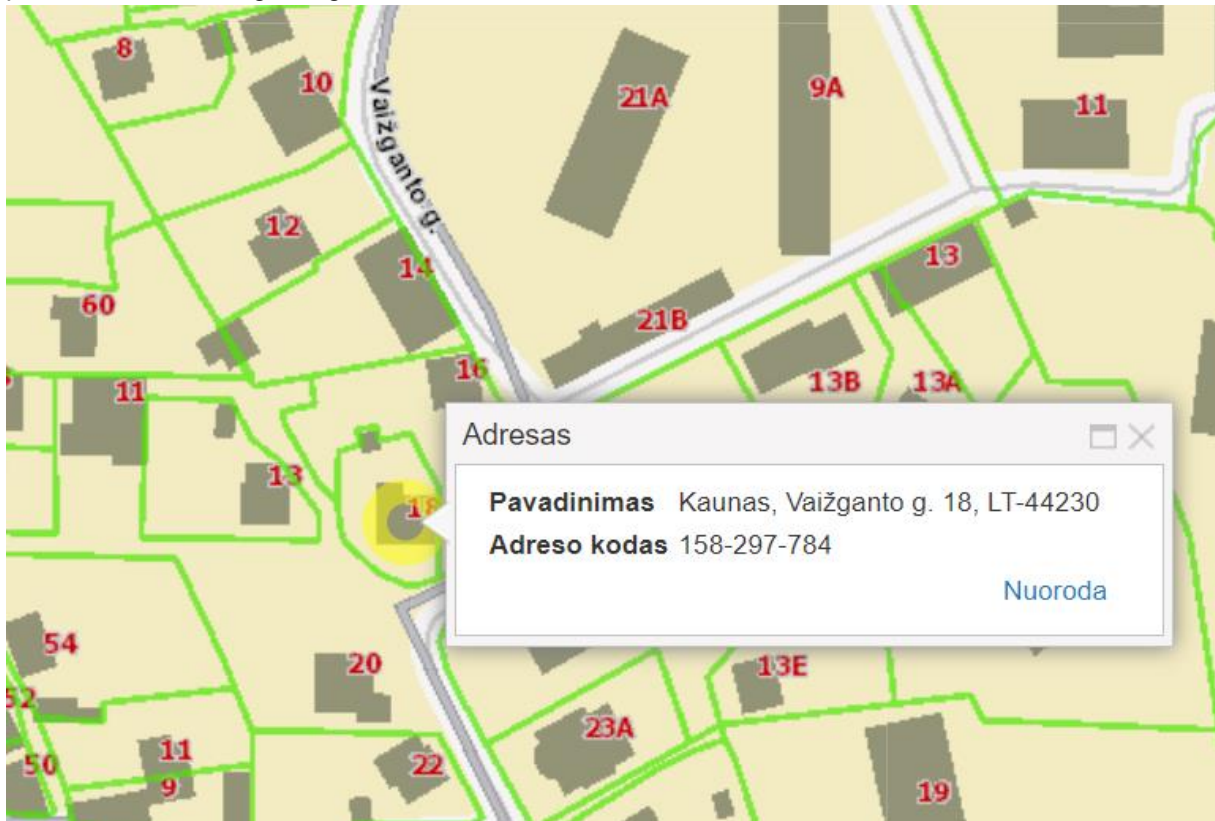 8
10
Vaižganto g.
21A
9A
11
12
14
13
60
21B
16
13B
13A
11
13
18
Adresas
Pavadinimas Kaunas, Vaižganto g. 18, LT-44230
Adreso kodas 158-297-784
Nuoroda
54
20
13E
52
23A
11
50
22
9
19